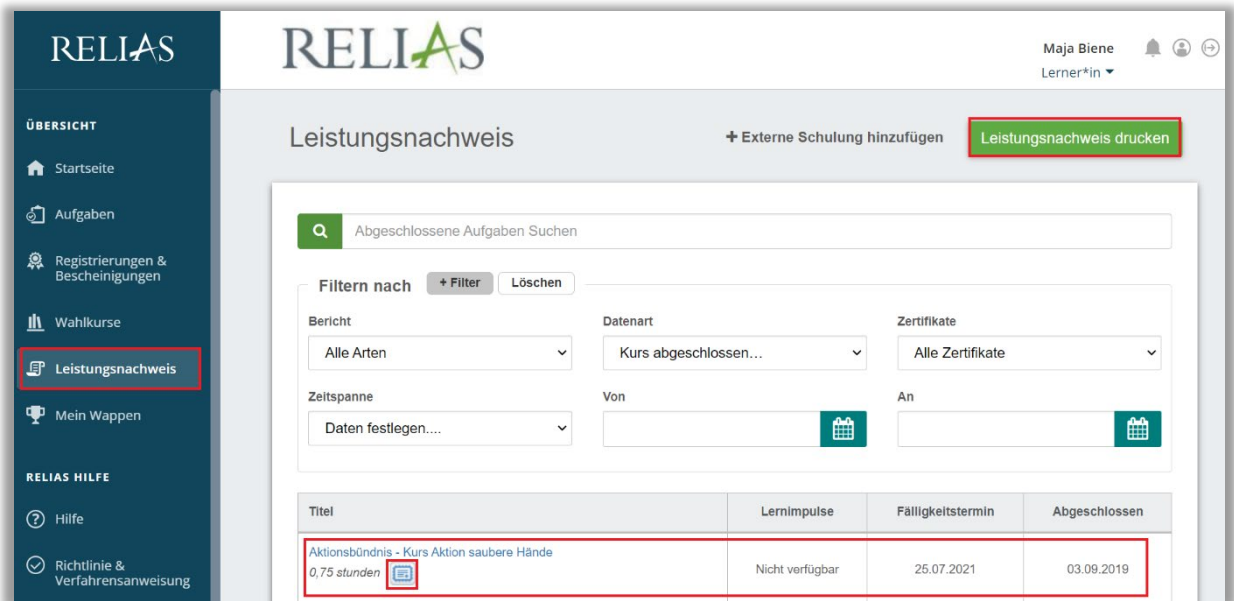 RELIAS
RELIAS
Maja Biene
Lerner*in
ÜBERSICHT
Startseite
Aufgaben
Registrierungen &
Bescheinigungen
Wahlkurse
Leistungsnachweis
Mein Wappen
RELIAS HILFE
Hilfe
Richtlinie &
Verfahrensanweisung
Leistungsnachweis
+ Externe Schulung hinzufügen
Leistungsnachweis drucken
Abgeschlossene Aufgaben Suchen
Filtern nach + Filter Löschen
Bericht Datenart Zertifikate
Alle Arten Kurs abgeschlossen... Alle Zertifikate
Zeitspanne Von An
Daten festlegen....
Titel Lernimpulse Fälligkeitstermin Abgeschlossen
Aktionsbündnis - Kurs Aktion saubere Hände
0,75 stunden Nicht verfügbar 25.07.2021 03.09.2019